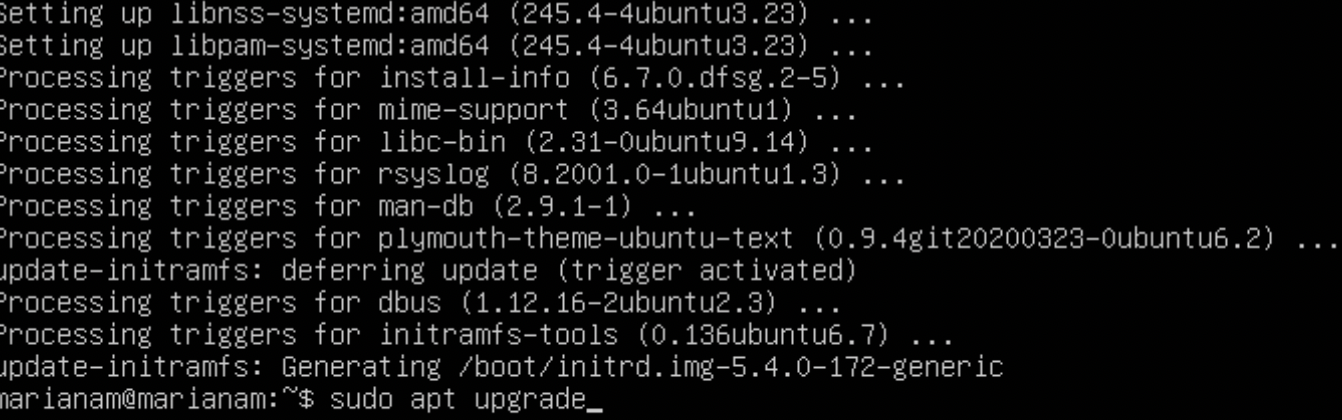 Setting up libnss-systemd:amd64 (245.4-4ubuntu3.23) ...
Setting up libpam-systemd:amd64 (245.4-4ubuntu3.23) ...
Processing triggers for install-info (6.7.0.dfsg.2-5) ...
Processing triggers for mime-support (3.64ubuntu1) ...
Processing triggers for libc-bin (2.31-0ubuntu9.14) ...
Processing triggers for rsyslog (8.2001.0-1ubuntu1.3) ...
Processing triggers for man-db (2.9.1-1) ...
Processing triggers for plymouth-theme-ubuntu-text (0.9.4git20200323-0ubuntu6.2) ...
update-initramfs: deferring update (trigger activated)
Processing triggers for dbus (1.12.16-2ubuntu2.3) ...
Processing triggers for initramfs-tools (0.136ubuntu6.7) ...
update-initramfs: Generating /boot/initrd.img-5.4.0-172-generic
marianam@marianam:~$ sudo apt upgrade_